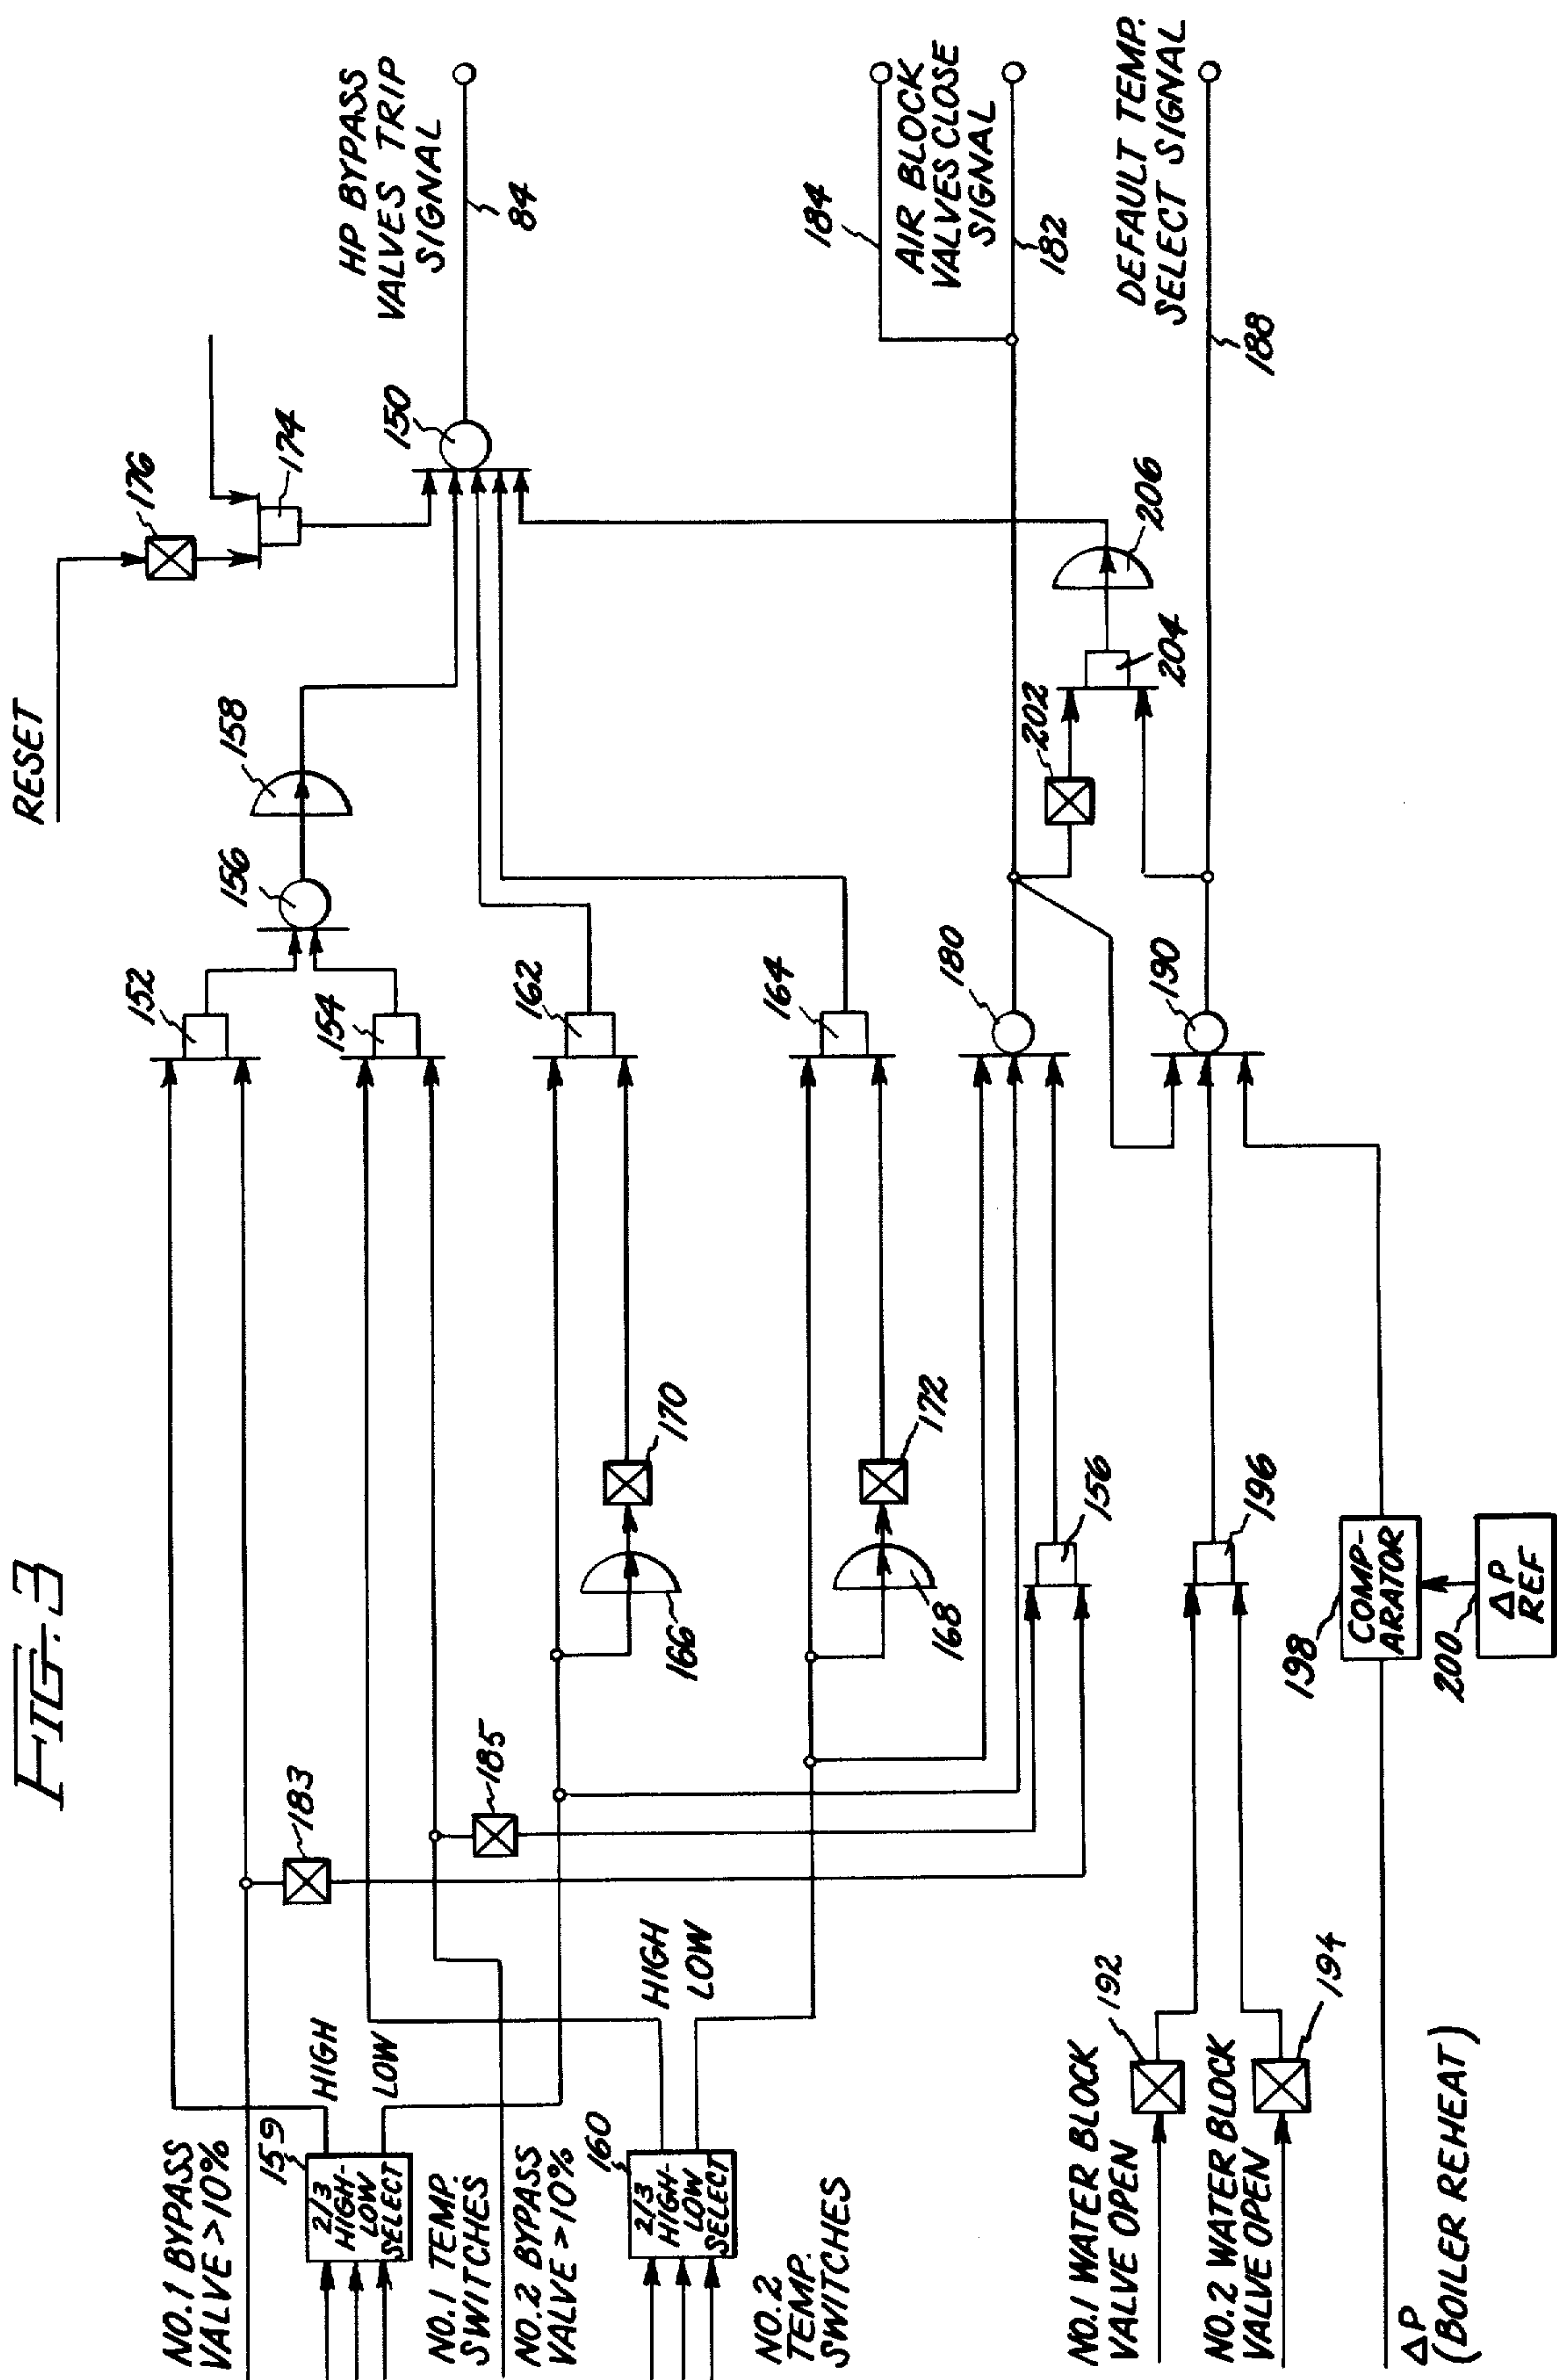 FIG. 3
RESET
176
174
HP BYPASS
VALVES TRIP
SIGNAL
84
150
158
156
152
154
162
164
184
AIR BLOCK
VALVES CLOSE
SIGNAL
182
DEFAULT TEMP.
SELECT SIGNAL
188
180
190
202
204
206
NO. 1 BYPASS
VALVE > 10%
183
185
159
2/3
HIGH-
LOW
SELECT
HIGH
LOW
NO. 1 TEMP.
SWITCHES
NO. 2 BYPASS
VALVE > 10%
160
2/3
HIGH-
LOW
SELECT
HIGH
LOW
NO. 2
TEMP.
SWITCHES
166
170
168
172
156
196
NO. 1 WATER BLOCK
VALVE OPEN
192
NO. 2 WATER BLOCK
VALVE OPEN
194
198
COMP-
ARATOR
200
ΔP
REF
ΔP
(BOILER REHEAT)